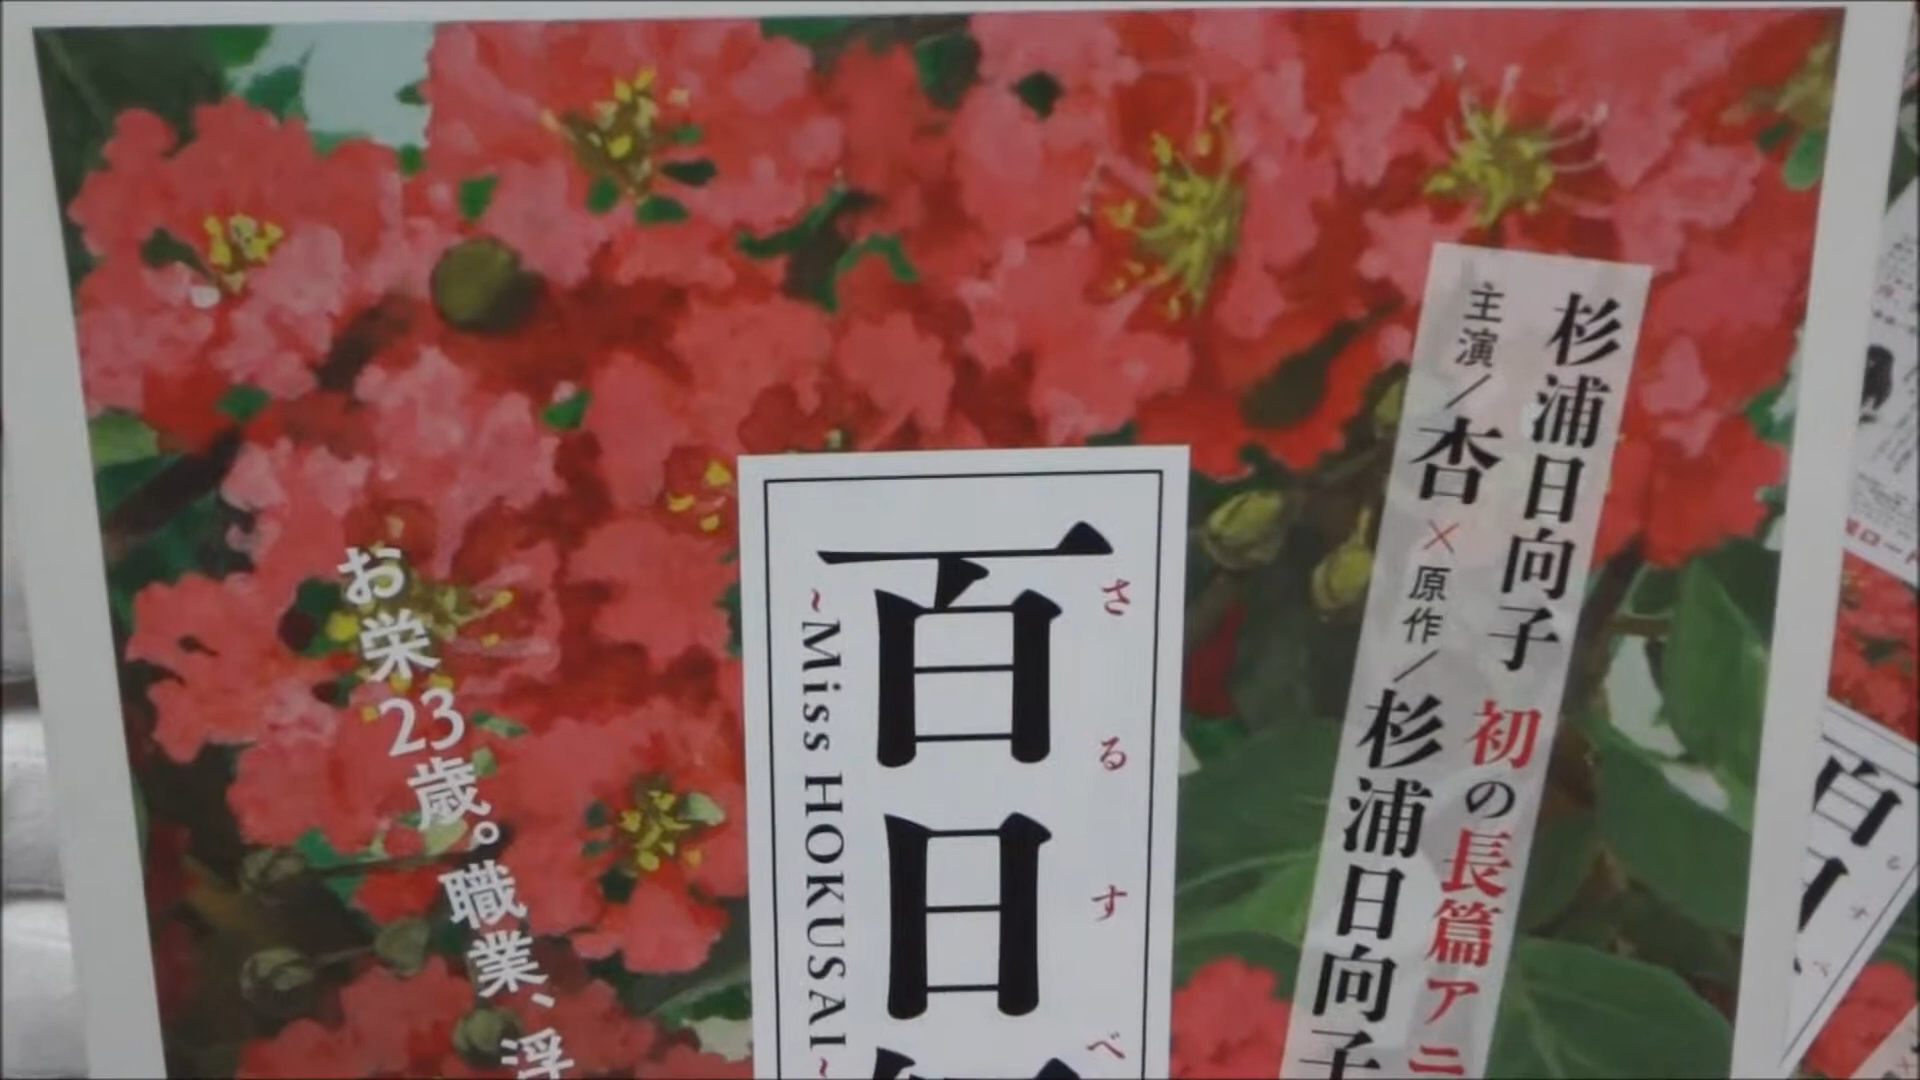 杉浦日向子 初の長篇アニ
主演／杏×原作／杉浦日向子
百日
さるすべ
~Miss HOKUSAI~
お栄23歳。職業、浮
百